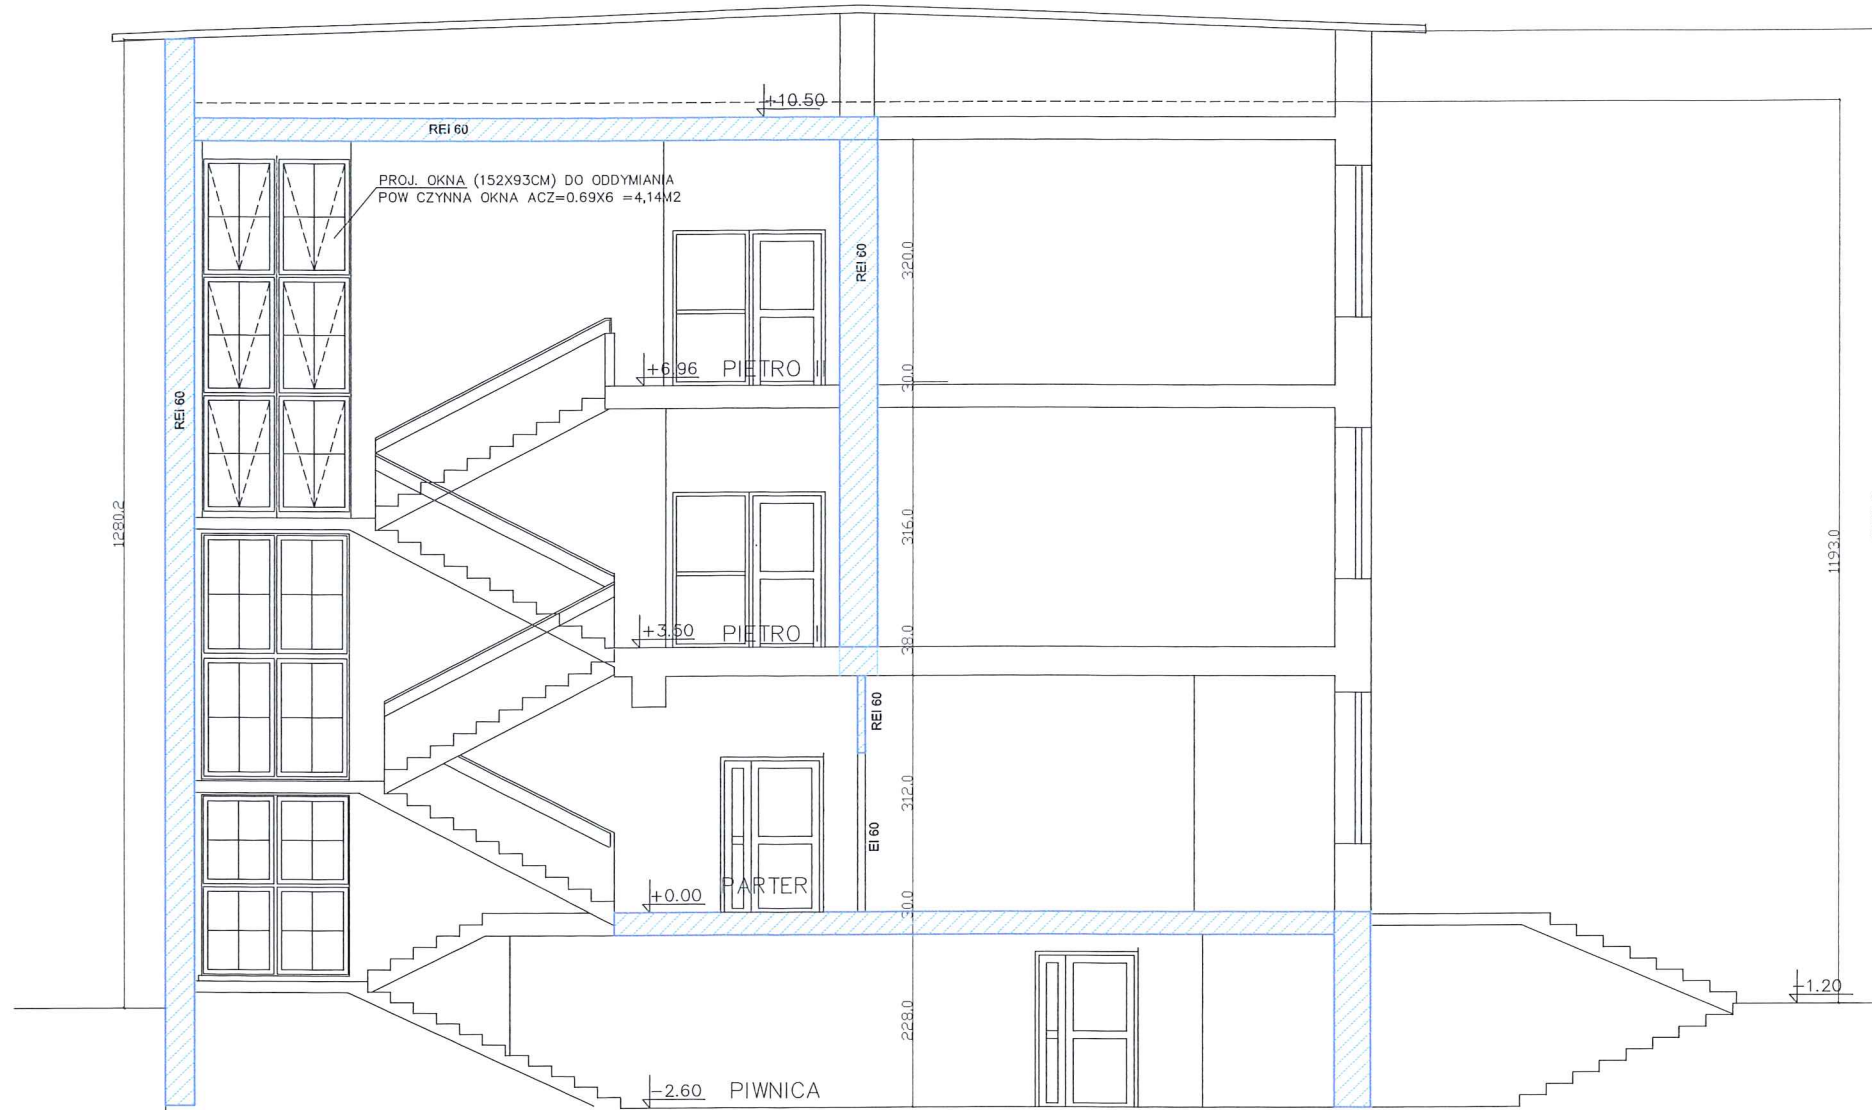 +10.50
REI 60
PROJ. OKNA (152X93CM) DO ODDYMIANIA
POW CZYNNA OKNA ACZ=0.69X6 =4,14M2
REI 60
320.0
+6.96 PIETRO II
30.0
REI 60
1280.2
316.0
1193.0
+3.50 PIETRO I
38.0
REI 60
312.0
EI 60
PARTER
+0.00
30.0
-1.20
228.0
-2.60 PIWNICA